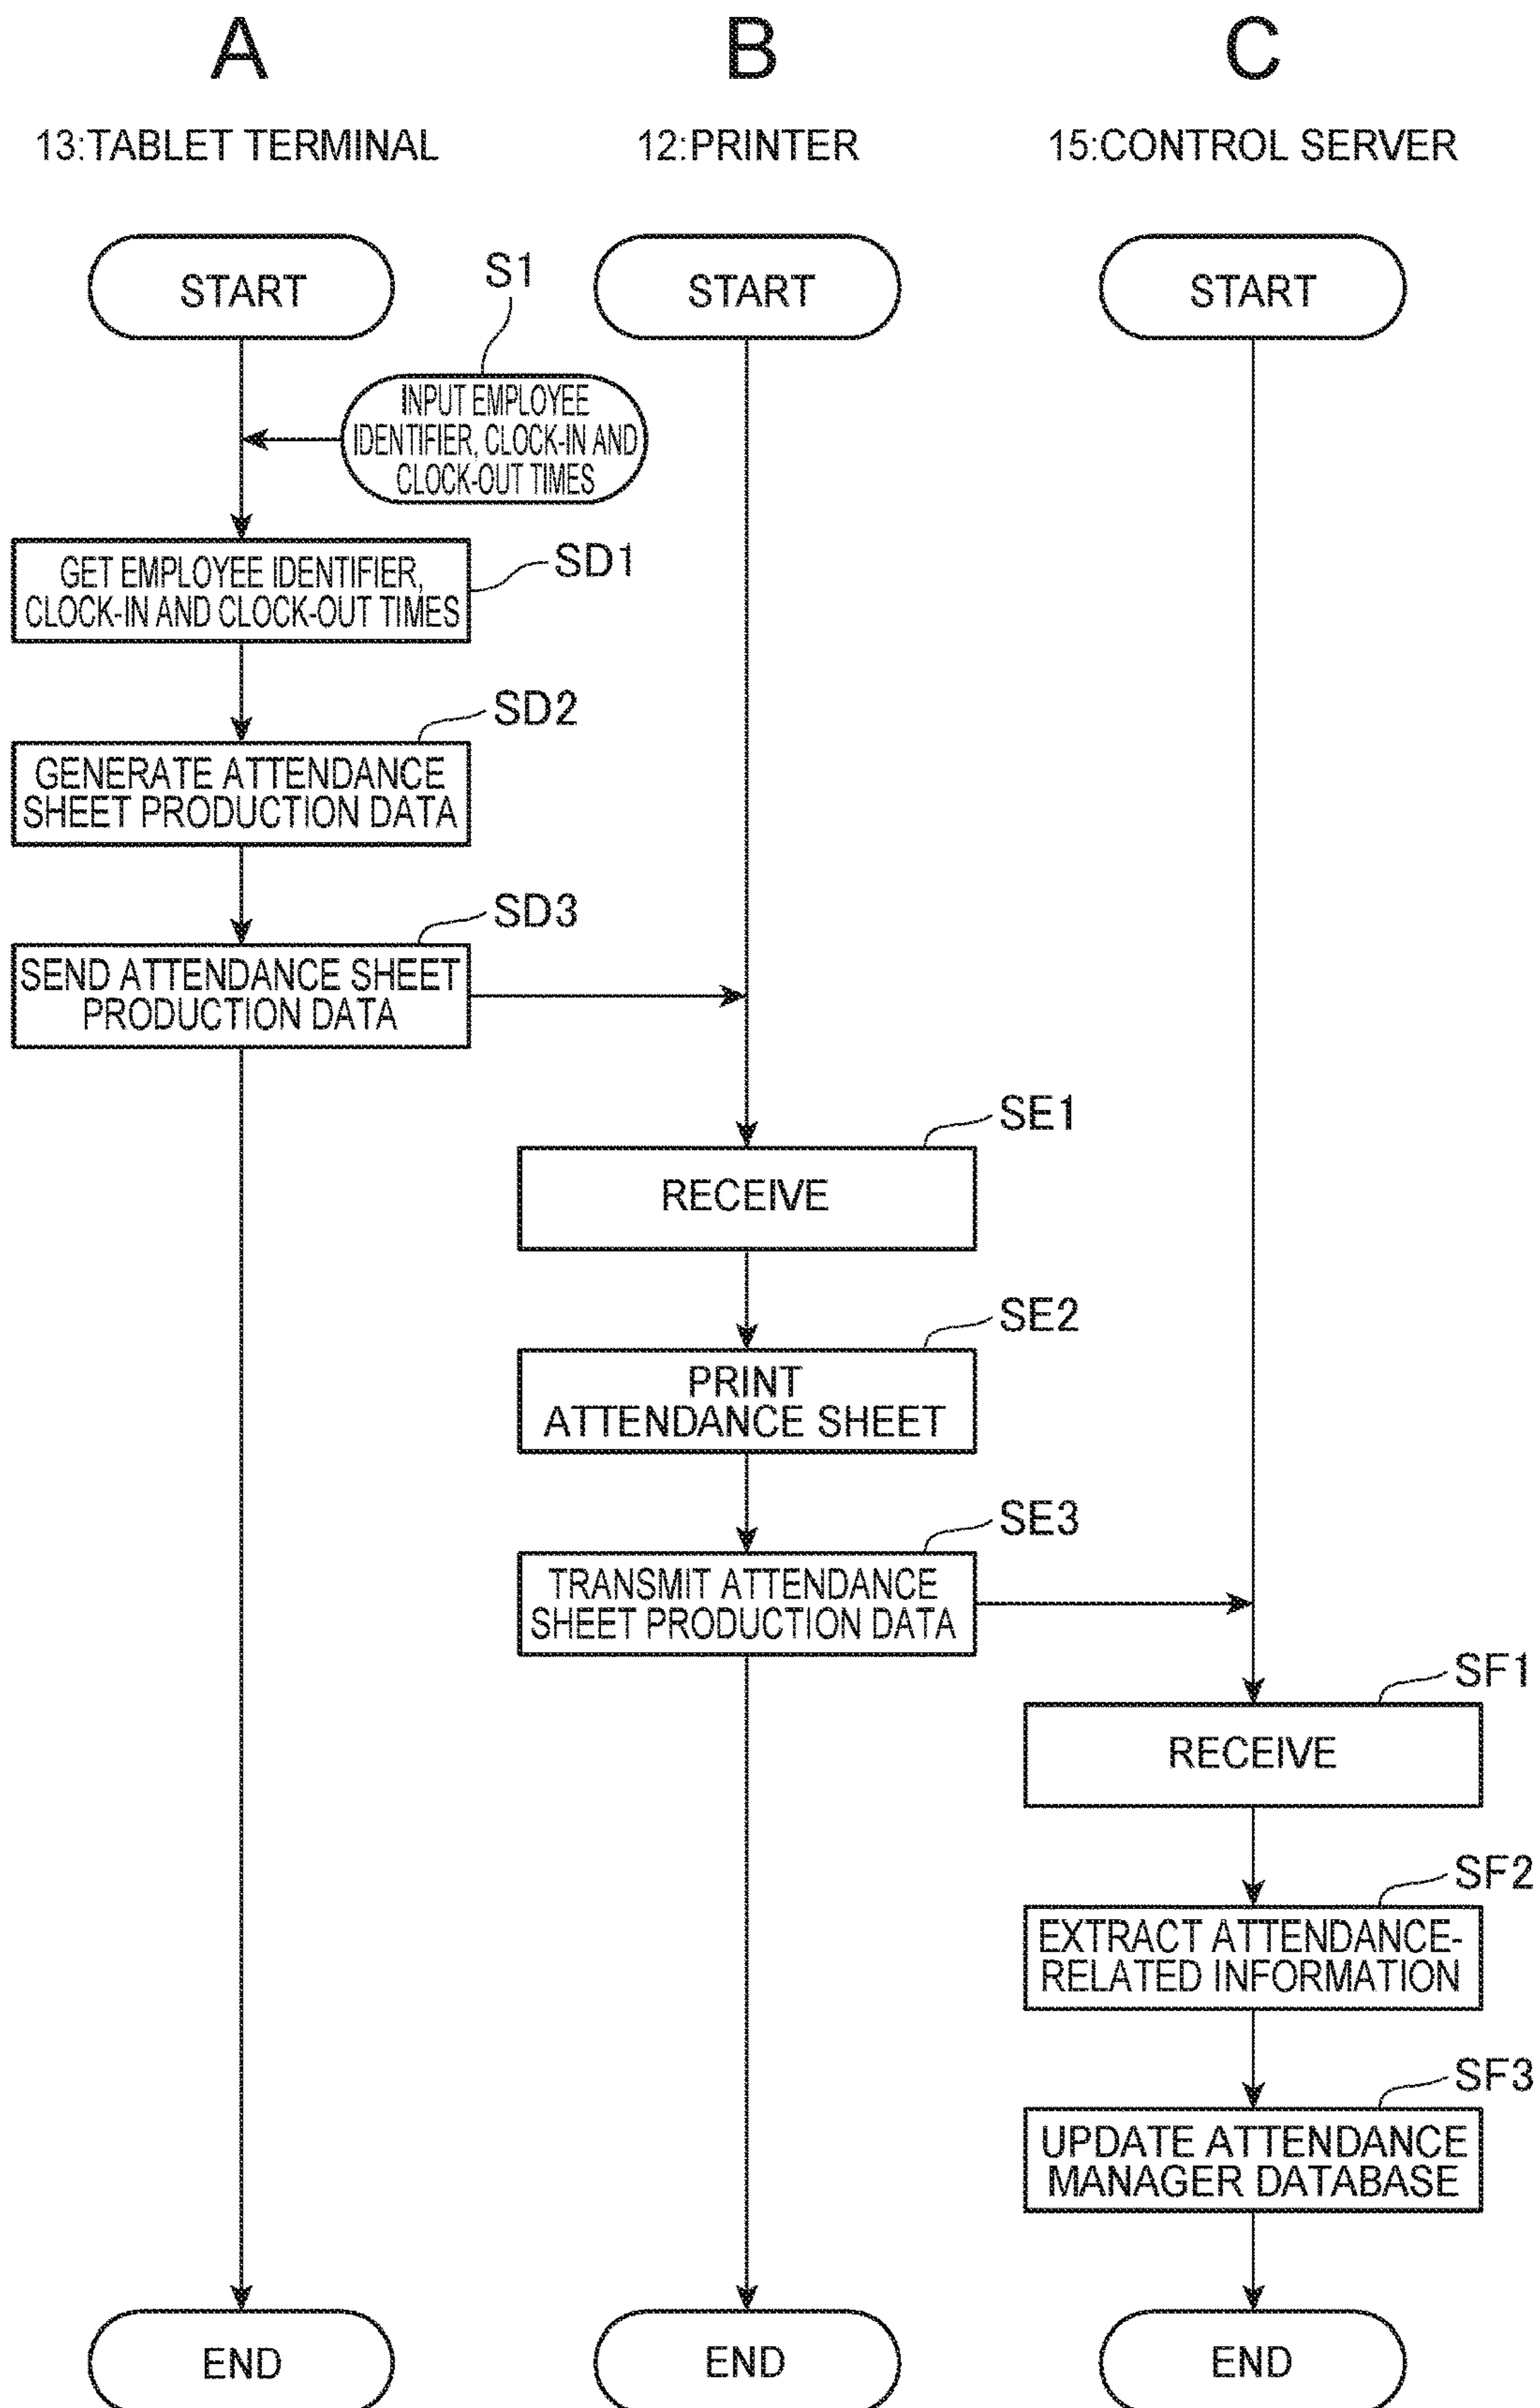 A
B
C
13:TABLET TERMINAL
12:PRINTER
15:CONTROL SERVER
START
START
START
S1
INPUT EMPLOYEE
IDENTIFIER, CLOCK-IN AND
CLOCK-OUT TIMES
SD1
GET EMPLOYEE IDENTIFIER,
CLOCK-IN AND CLOCK-OUT TIMES
SD2
GENERATE ATTENDANCE
SHEET PRODUCTION DATA
SD3
SEND ATTENDANCE SHEET
PRODUCTION DATA
SE1
RECEIVE
SE2
PRINT
ATTENDANCE SHEET
SE3
TRANSMIT ATTENDANCE
SHEET PRODUCTION DATA
SF1
RECEIVE
SF2
EXTRACT ATTENDANCE-
RELATED INFORMATION
SF3
UPDATE ATTENDANCE
MANAGER DATABASE
END
END
END